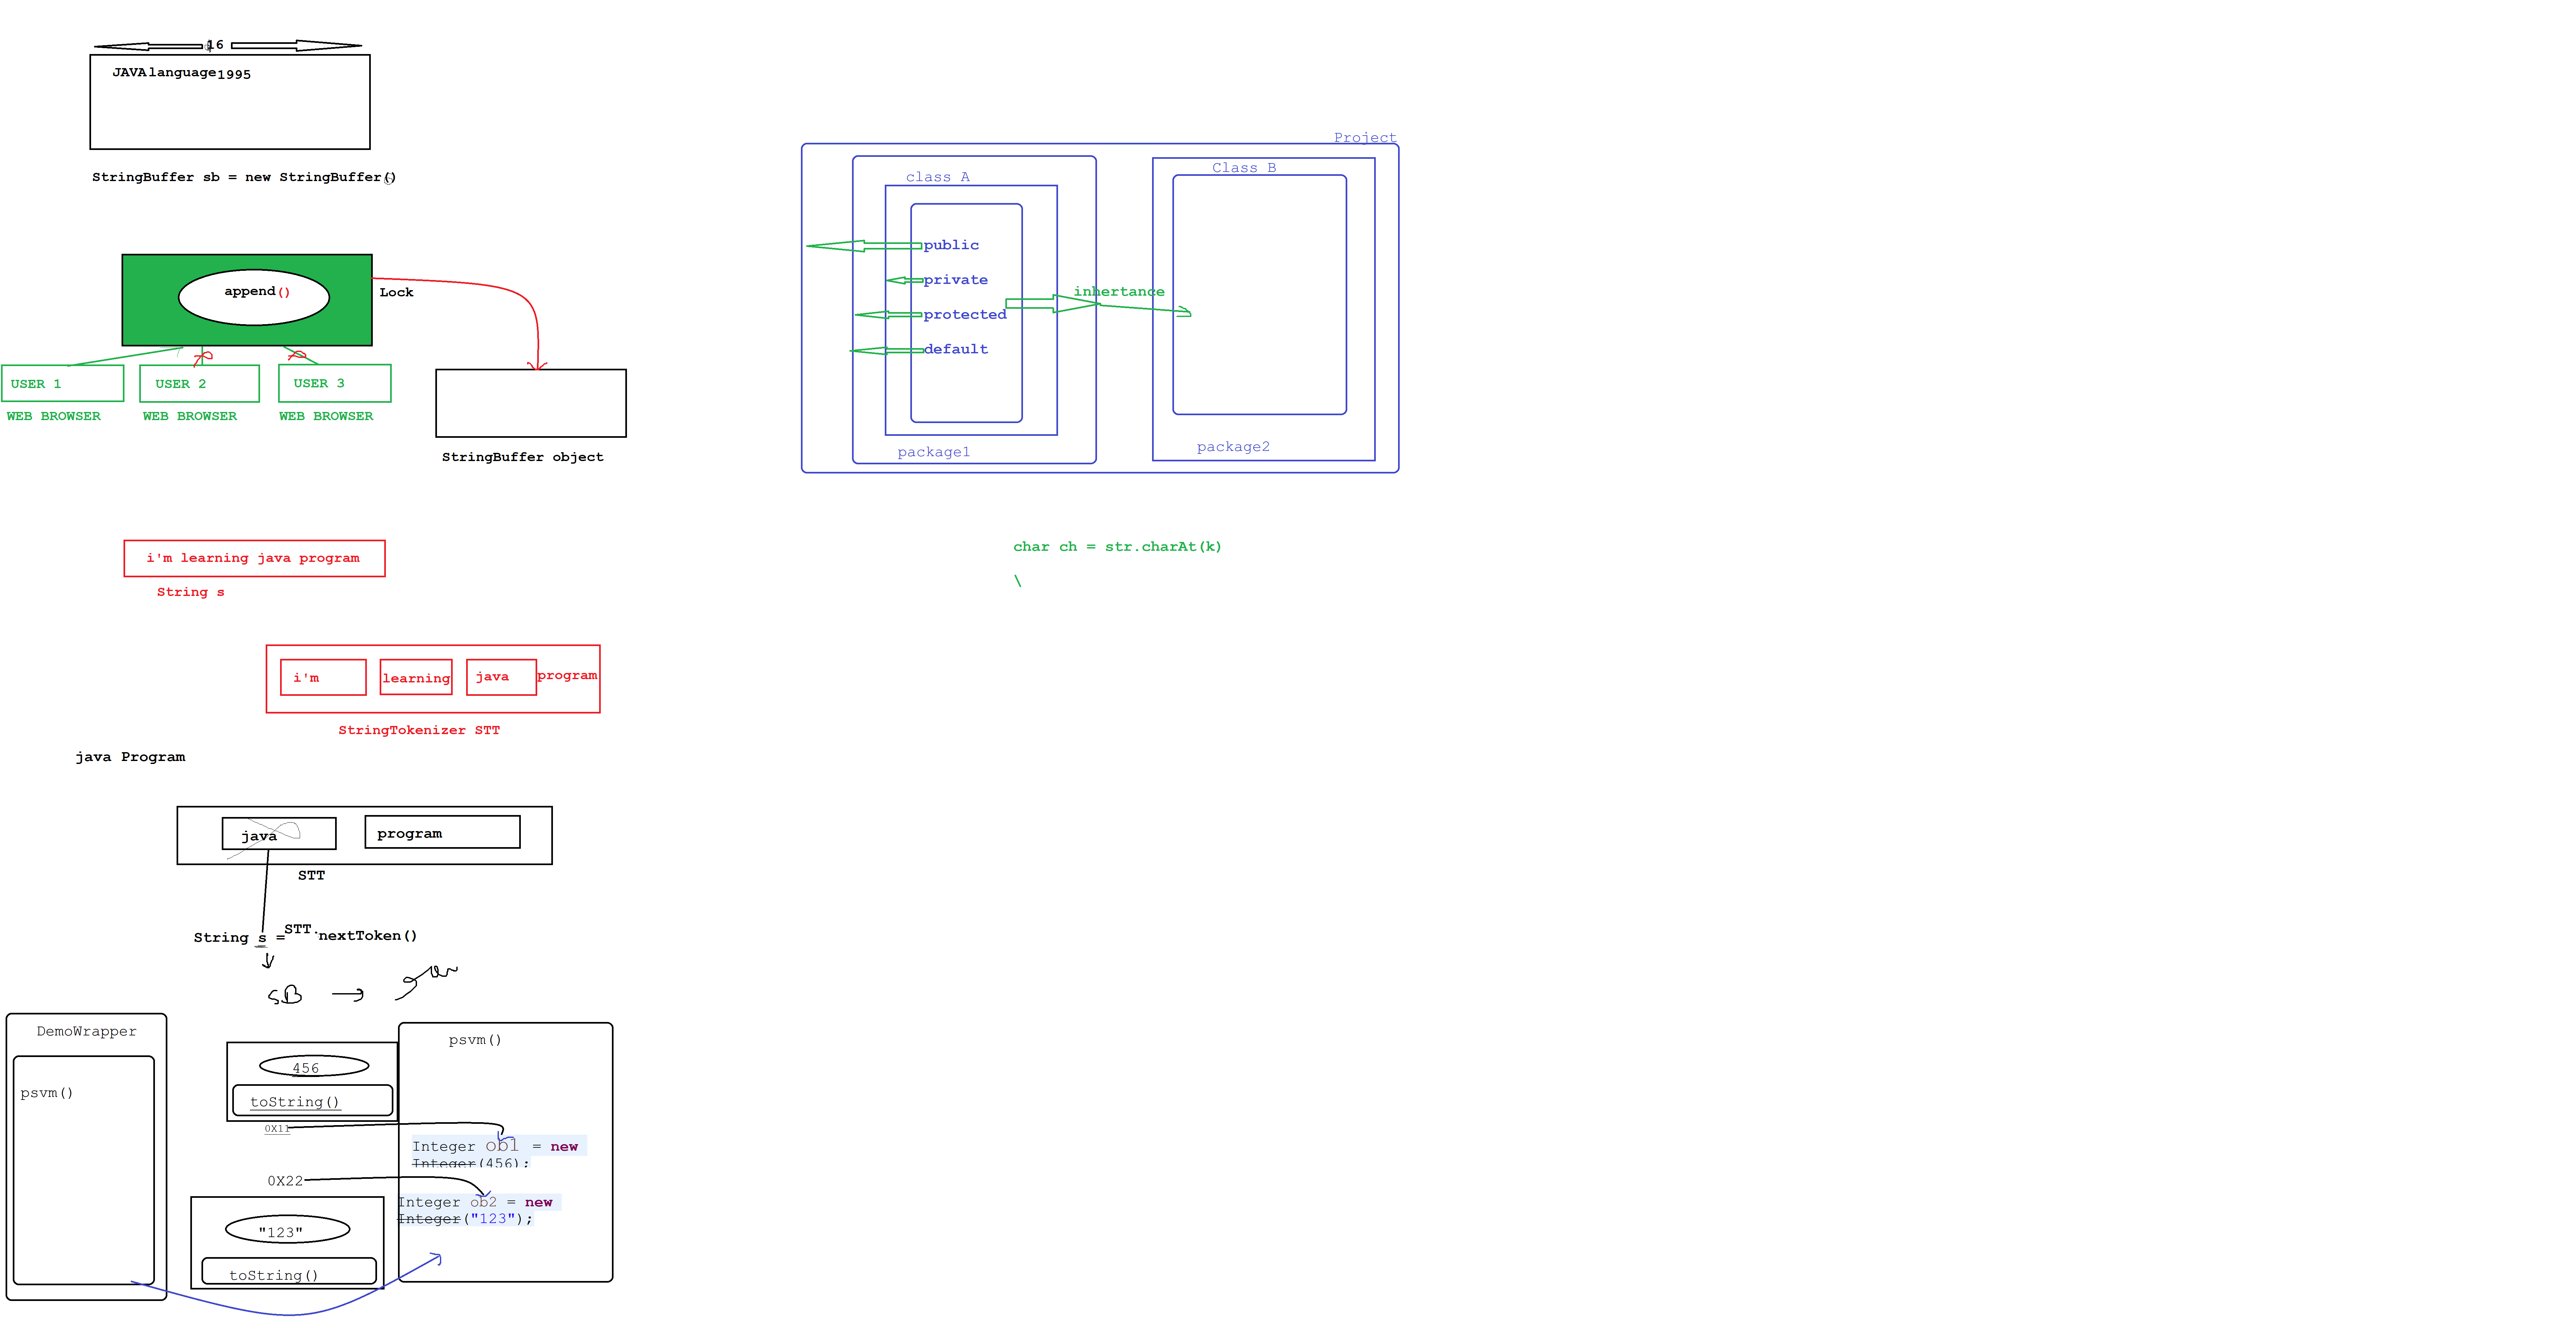 16
JAVA language 1995
StringBuffer sb = new StringBuffer()
append()
Lock
USER 1
USER 2
USER 3
WEB BROWSER
WEB BROWSER
WEB BROWSER
StringBuffer object
Project
class A
Class B
public
private
inhertance
protected
default
package1
package2
i'm learning java program
String s
char ch = str.charAt(k)
\
i'm
learning
java
program
StringTokenizer STT
java Program
java
program
STT
String s = STT.nextToken()
SB →
DemoWrapper
psvm()
456
toString()
0X11
psvm()
Integer ob1 = new
Integer(456);
0X22
Integer ob2 = new
Integer("123");
"123"
toString()